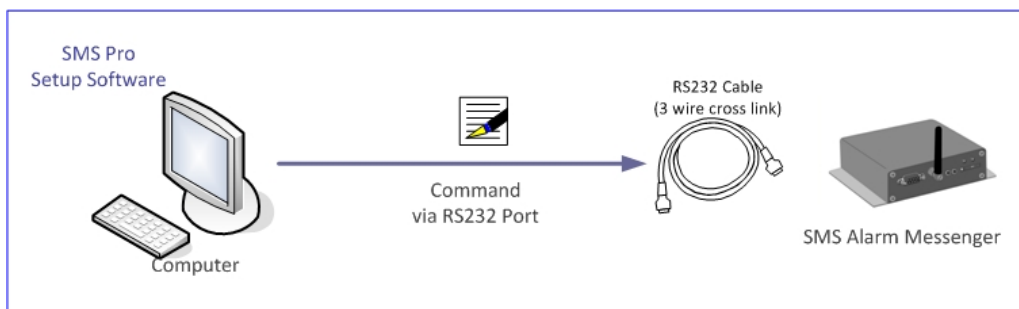 SMS Pro
Setup Software
Computer
Command
via RS232 Port
RS232 Cable
(3 wire cross link)
SMS Alarm Messenger